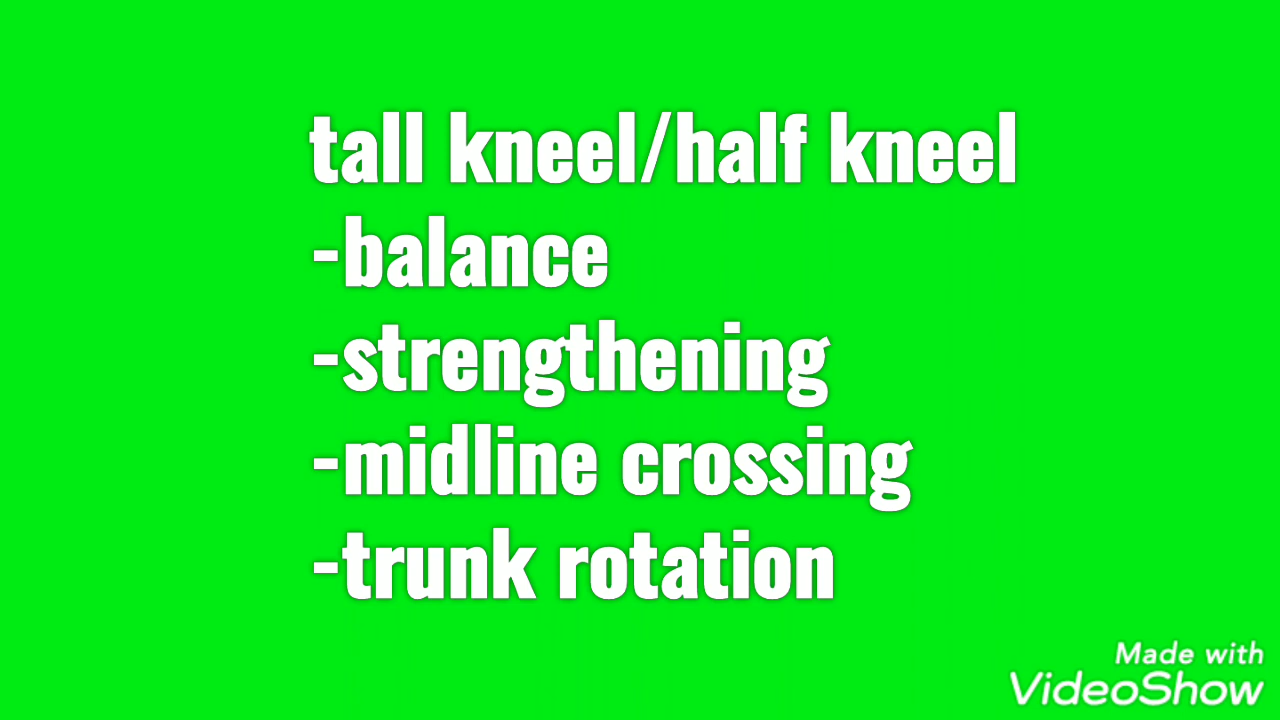 tall kneel/half kneel
-balance
-strengthening
-midline crossing
-trunk rotation
Made with
VideoShow